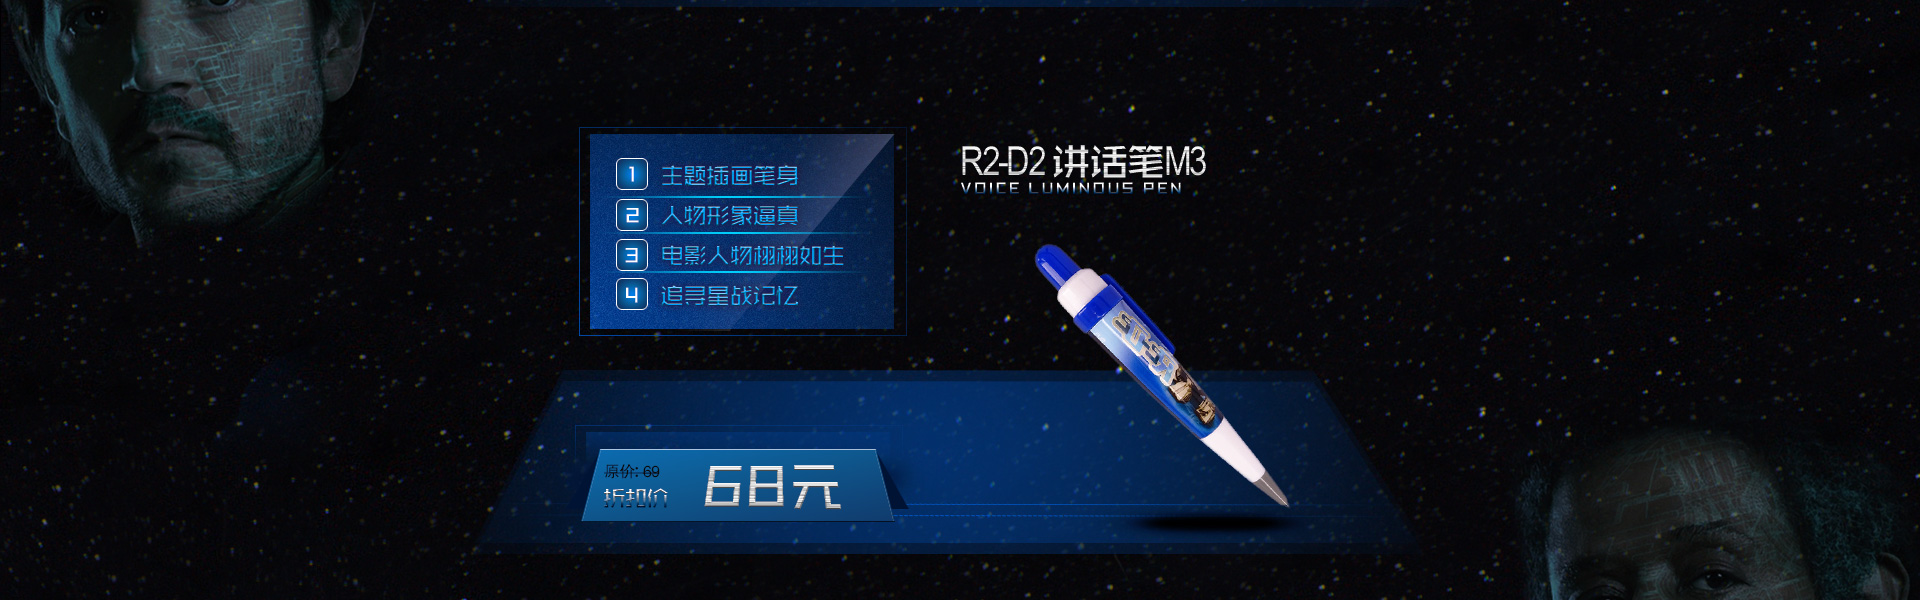 1 主题插画笔身
2 人物形象逼真
3 电影人物栩栩如生
4 追寻星战记忆
R2-D2 讲话笔M3
VOICE LUMINOUS PEN
原价: 69
折扣价
68元